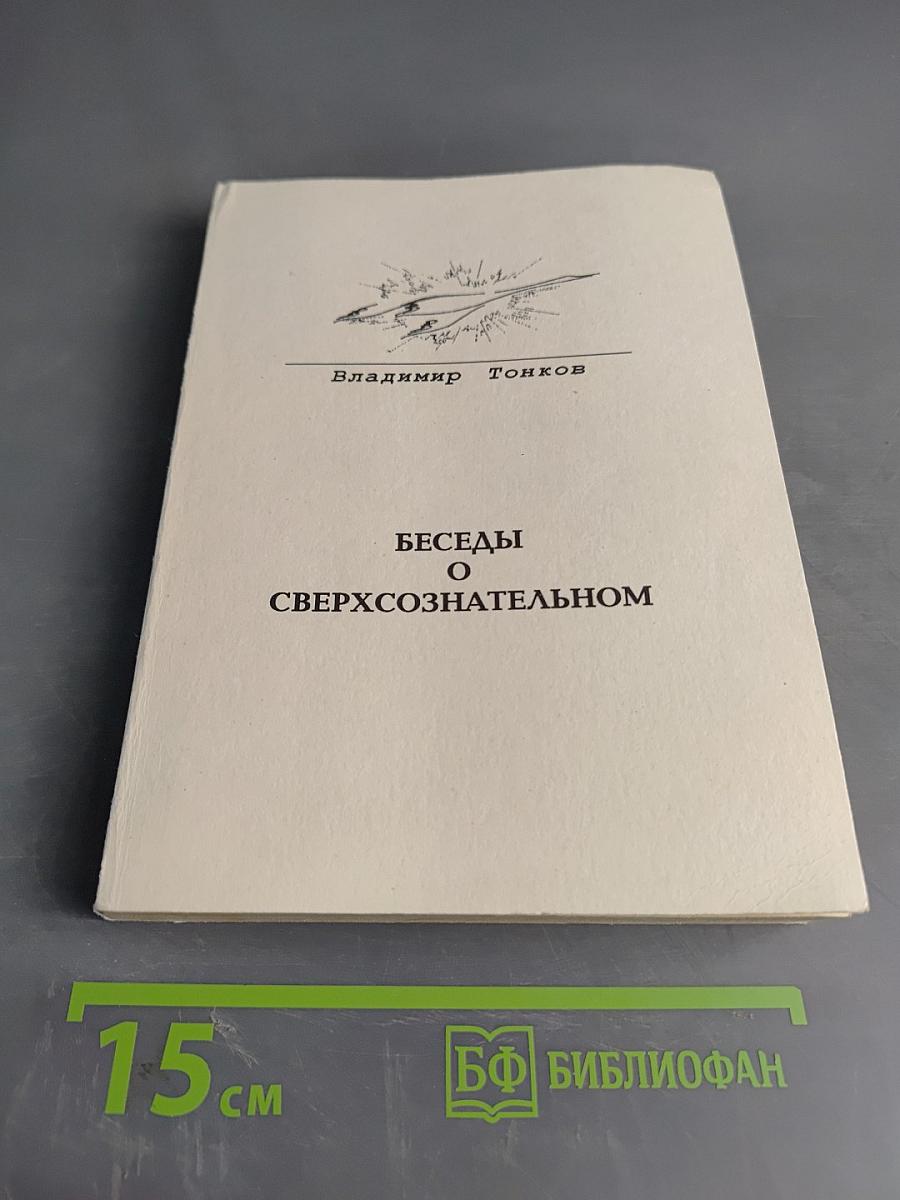 Владимир Тонков
БЕСЕДЫ
О
СВЕРХСОЗНАТЕЛЬНОМ
15 см
БФ БИБЛИОФАН